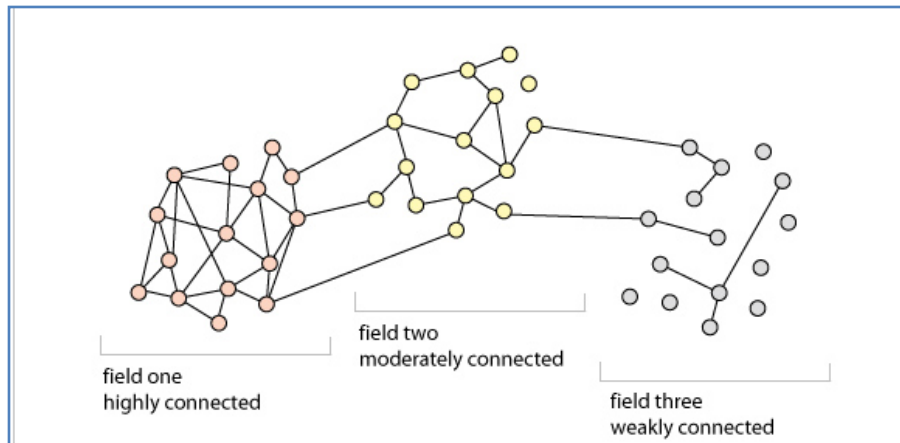 field one
highly connected
field two
moderately connected
field three
weakly connected